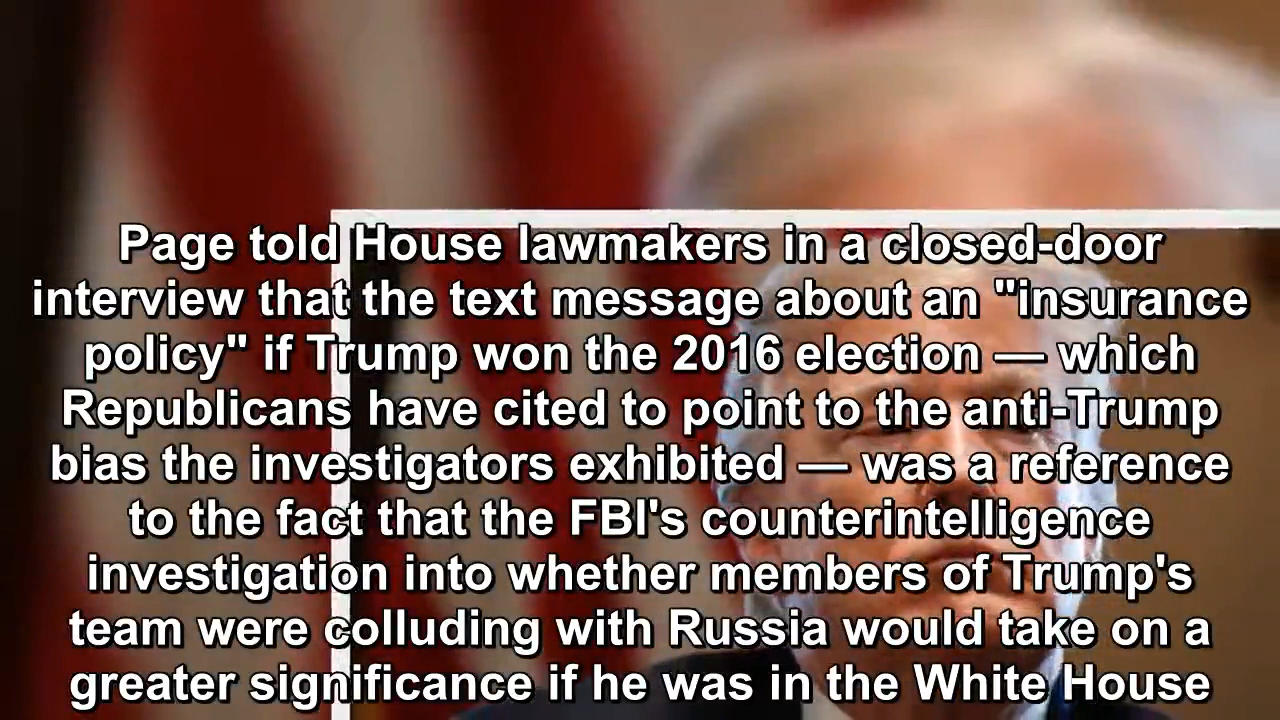 Page told House lawmakers in a closed-door
interview that the text message about an "insurance
policy" if Trump won the 2016 election — which
Republicans have cited to point to the anti-Trump
bias the investigators exhibited — was a reference
to the fact that the FBI's counterintelligence
investigation into whether members of Trump's
team were colluding with Russia would take on a
greater significance if he was in the White House